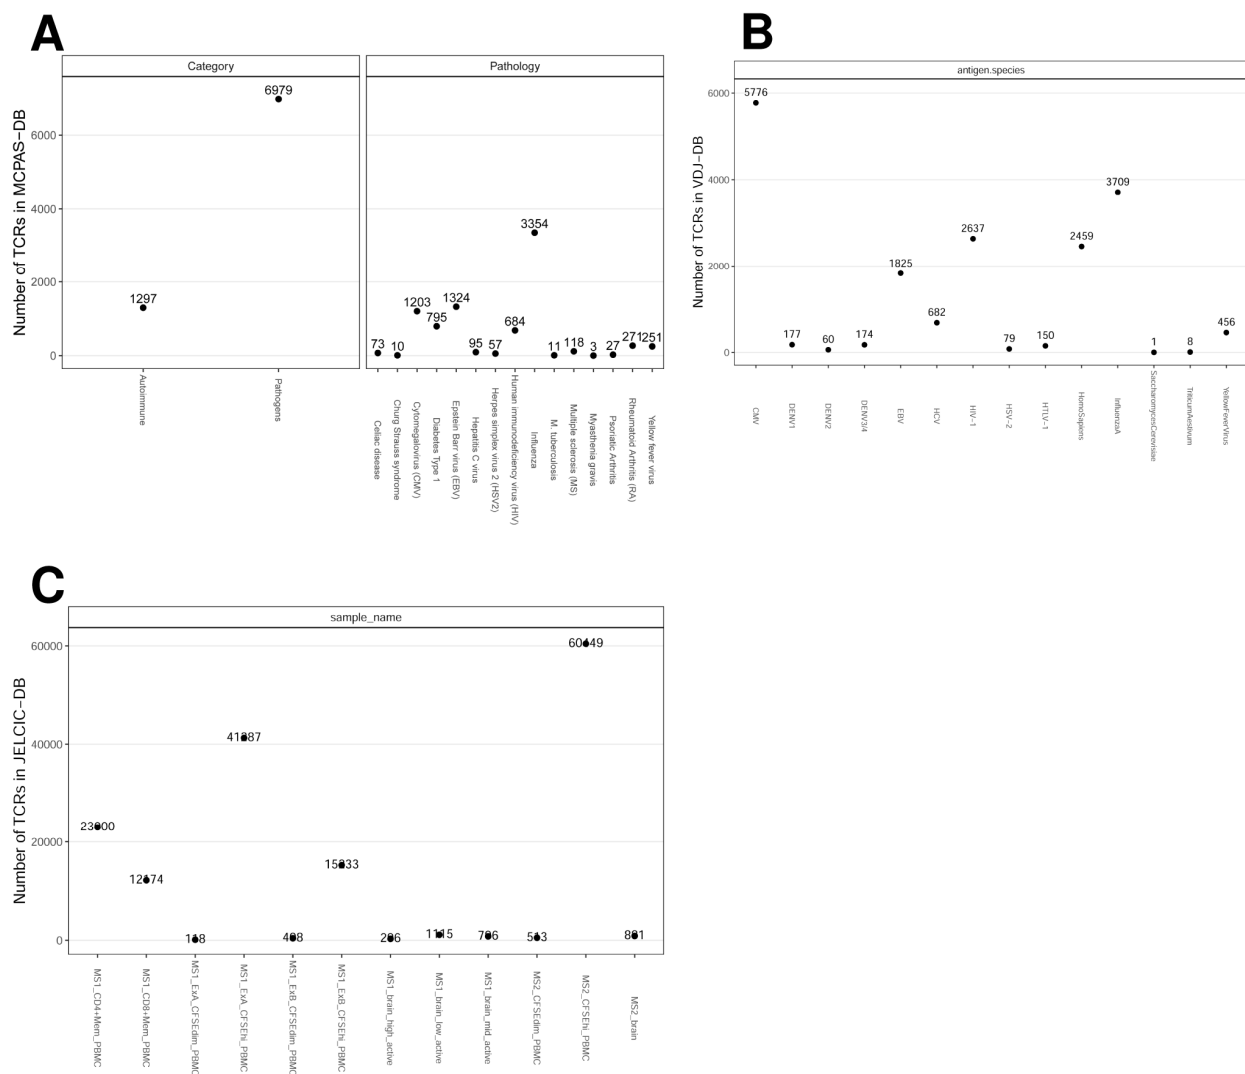 A
Category
Pathology
Number of TCRs in MCPAS−DB
6000
4000
2000
0
1297
6979
73
10
1203
795
1324
95
57
684
3354
11
118
3
27
271
251
Autoimmune
Pathogens
Celiac disease
Churg Strauss syndrome
Cytomegalovirus (CMV)
Diabetes Type 1
Epstein Barr virus (EBV)
Hepatitis C virus
Herpes simplex virus 2 (HSV2)
Human immunodeficiency virus (HIV)
Influenza
M. tuberculosis
Multiple sclerosis (MS)
Myasthenia gravis
Psoriatic Arthritis
Rheumatoid Arthritis (RA)
Yellow fever virus
B
antigen.species
Number of TCRs in VDJ−DB
6000
4000
2000
0
5776
177
60
174
1825
682
2637
79
150
2459
3709
1
8
456
CMV
DENV1
DENV2
DENV3/4
EBV
HCV
HIV−1
HSV−2
HTLV−1
HomoSapiens
InfluenzaA
SaccharomycesCerevisiae
TriticumAestivum
YellowFeverVirus
C
sample_name
Number of TCRs in JELCIC−DB
60000
40000
20000
0
1115
MS1_CD4+Mem_PBMC
MS1_CD8+Mem_PBMC
MS1_ExA_CFSEdim_PBMC
MS1_ExA_CFSEhi_PBMC
MS1_ExB_CFSEdim_PBMC
MS1_ExB_CFSEhi_PBMC
MS1_brain_high_active
MS1_brain_low_active
MS1_brain_mid_active
MS2_CFSEdim_PBMC
MS2_CFSEhi_PBMC
MS2_brain